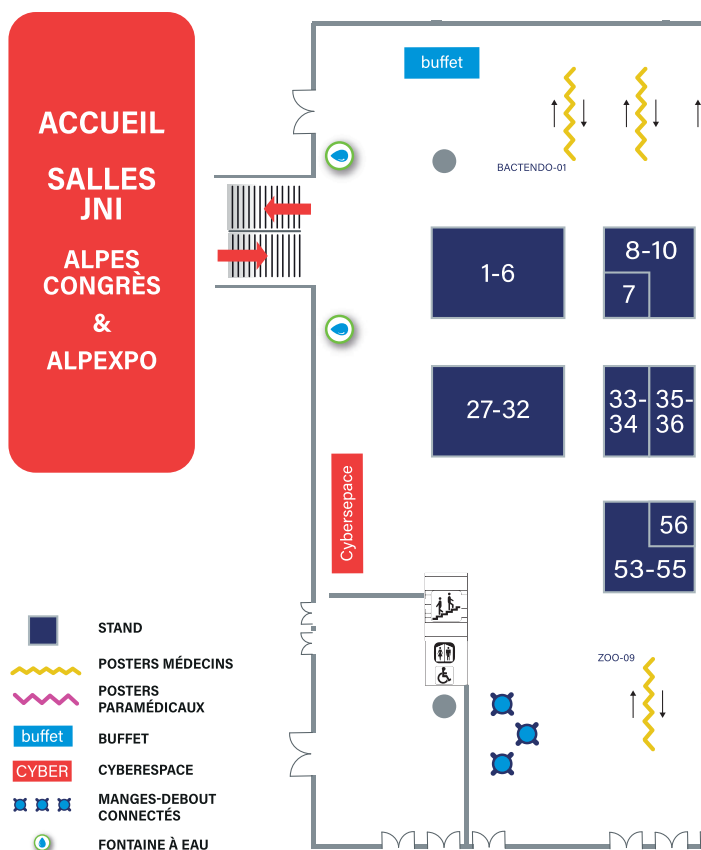 ACCUEIL
SALLES
JNI
ALPES
CONGRÈS
&
ALPEXPO
buffet
BACTENDO-01
1-6
8-10
7
27-32
33-
34
35-
36
Cybersepace
56
53-55
ZOO-09
STAND
POSTERS MÉDECINS
POSTERS
PARAMÉDICAUX
buffet
BUFFET
CYBER
CYBERESPACE
MANGES-DEBOUT
CONNECTÉS
FONTAINE À EAU